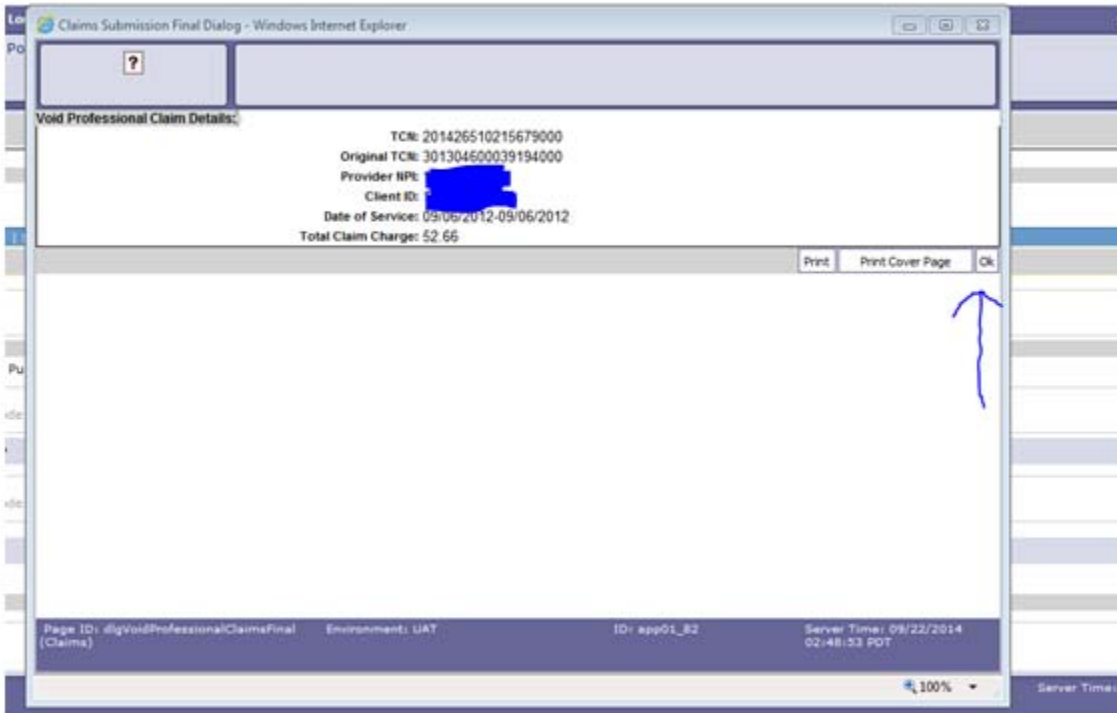 Lo
Claims Submission Final Dialog - Windows Internet Explorer
Po
?
Void Professional Claim Details:
TCN: 201426510215679000
Original TCN: 301304600039194000
Provider NPI:
Client ID:
Date of Service: 09/06/2012-09/06/2012
Total Claim Charge: 52.66
Print Print Cover Page Ok
Pu
Page ID: dlgVoidProfessionalClaimsFinal (Claims) Environment: UAT ID: app01_82 Server Time: 09/22/2014 02:48:53 PDT
100%
Server Time: